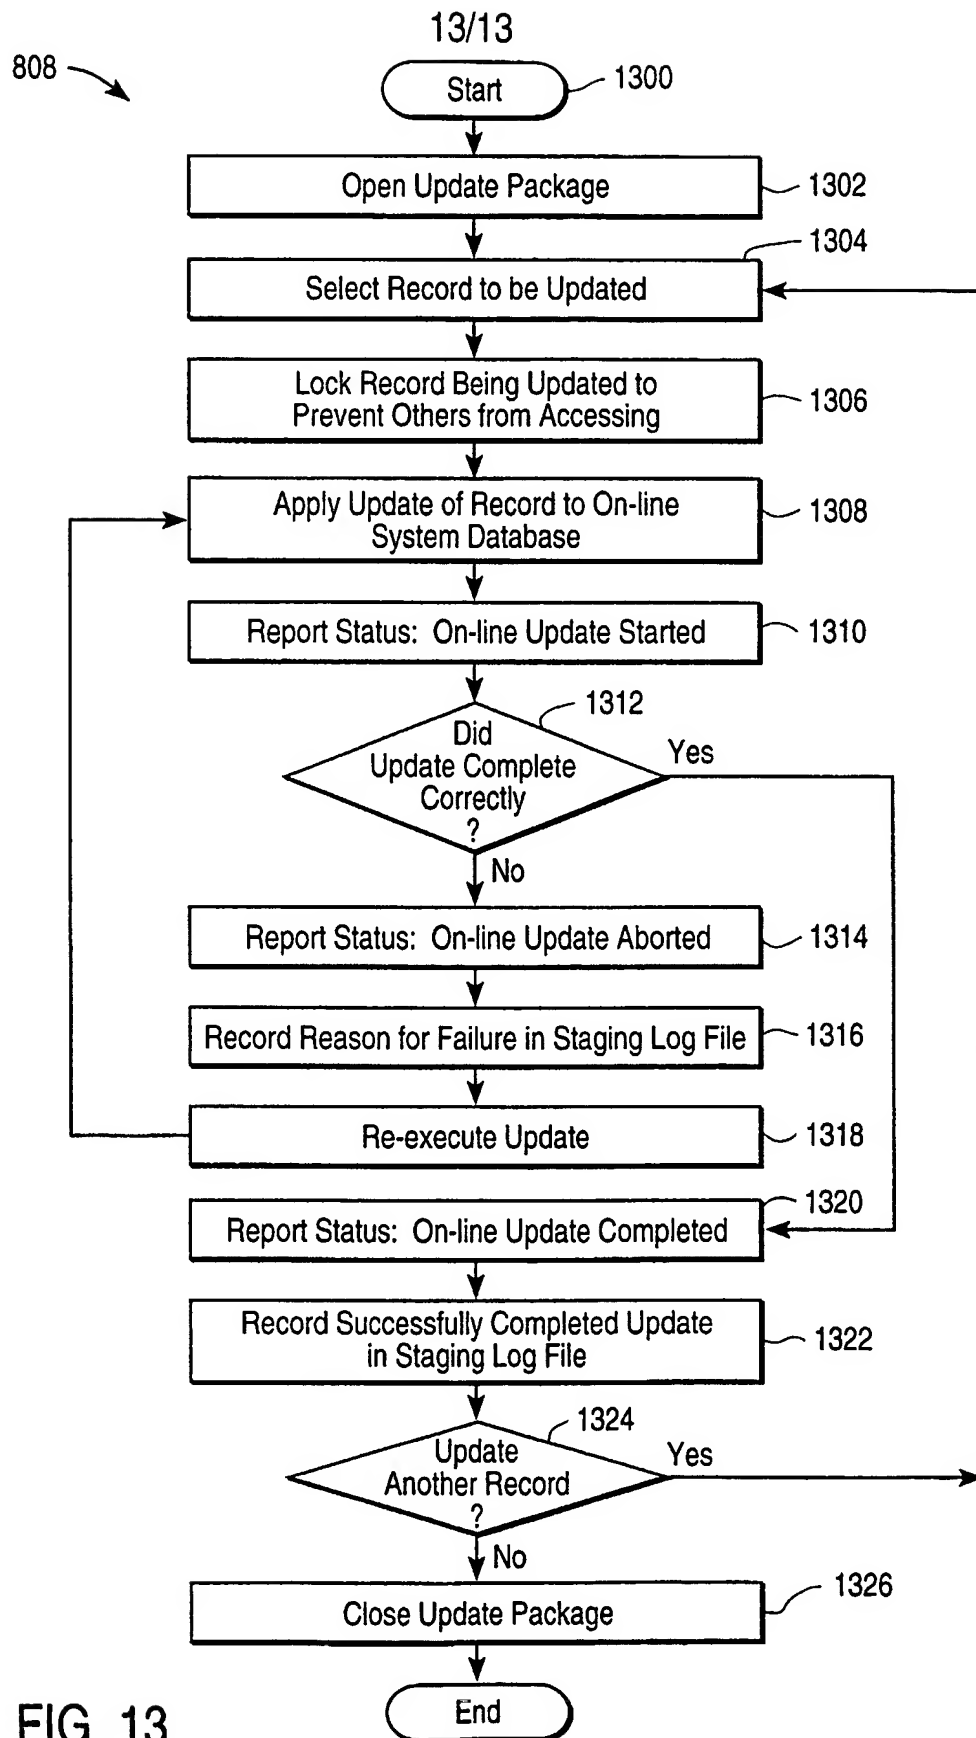 13/13
808
Start
1300
Open Update Package
1302
1304
Select Record to be Updated
Lock Record Being Updated to
Prevent Others from Accessing
1306
Apply Update of Record to On-line
System Database
1308
Report Status: On-line Update Started
1310
1312
Did
Update Complete
Correctly
?
Yes
No
Report Status: On-line Update Aborted
1314
Record Reason for Failure in Staging Log File
1316
Re-execute Update
1318
1320
Report Status: On-line Update Completed
Record Successfully Completed Update
in Staging Log File
1322
1324
Update
Another Record
?
Yes
No
1326
Close Update Package
End
FIG. 13